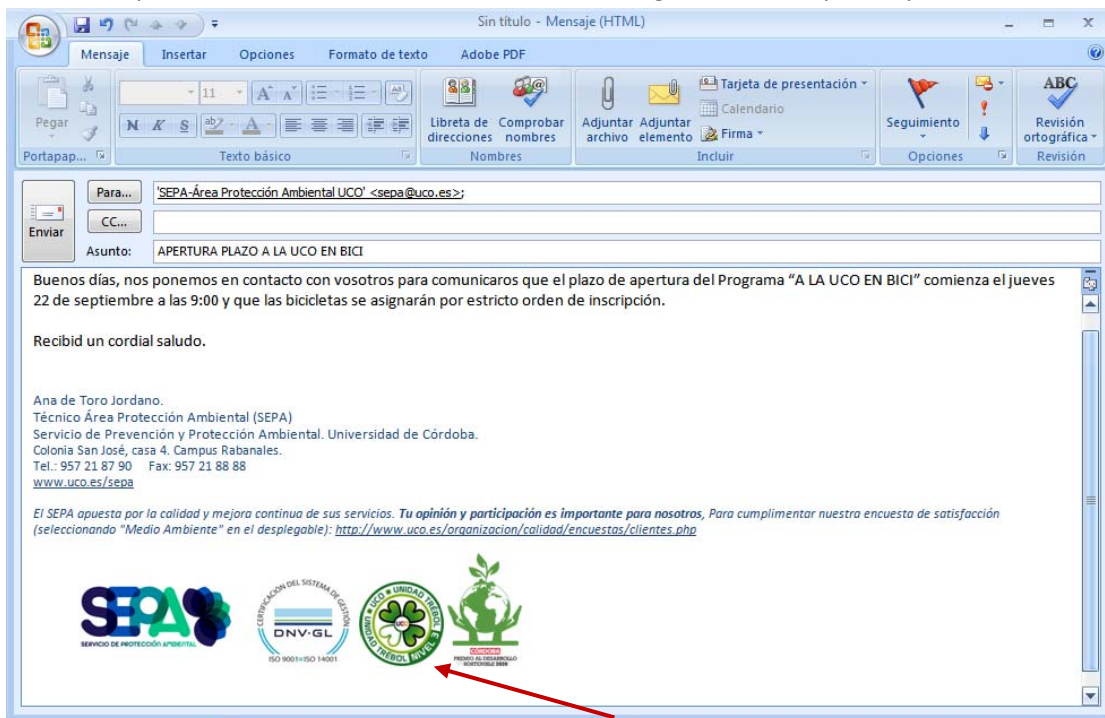 Sin título - Mensaje (HTML)
Mensaje Insertar Opciones Formato de texto Adobe PDF
Pegar
11
N K S ab
Libreta de direcciones
Comprobar nombres
Adjuntar archivo
Adjuntar elemento
Tarjeta de presentación
Calendario
Firma
Seguimiento
ABC
Revisión ortográfica
Portapap... Texto básico Nombres Incluir Opciones Revisión
Enviar
Para... 'SEPA-Área Protección Ambiental UCO' <sepa@uco.es>;
CC...
Asunto: APERTURA PLAZO A LA UCO EN BICI
Buenos días, nos ponemos en contacto con vosotros para comunicaros que el plazo de apertura del Programa “A LA UCO EN BICI” comienza el jueves
22 de septiembre a las 9:00 y que las bicicletas se asignarán por estricto orden de inscripción.
Recibid un cordial saludo.
Ana de Toro Jordano.
Técnico Área Protección Ambiental (SEPA)
Servicio de Prevención y Protección Ambiental. Universidad de Córdoba.
Colonia San José, casa 4. Campus Rabanales.
Tel.: 957 21 87 90 Fax: 957 21 88 88
www.uco.es/sepa
El SEPA apuesta por la calidad y mejora continua de sus servicios. Tu opinión y participación es importante para nosotros, Para cumplimentar nuestra encuesta de satisfacción
(seleccionando "Medio Ambiente" en el desplegable): http://www.uco.es/organizacion/calidad/encuestas/clientes.php
SEPA
SERVICIO DE PROTECCIÓN AMBIENTAL
CERTIFICACIÓN DEL SISTEMA DE GESTIÓN
DNV·GL
ISO 9001=ISO 14001
UCO UNIDAD TRÉBOL NIVEL 3 UNIDAD TRÉBOL
UCO
CÓRDOBA
PREMIO AL DESARROLLO
SOSTENIBLE